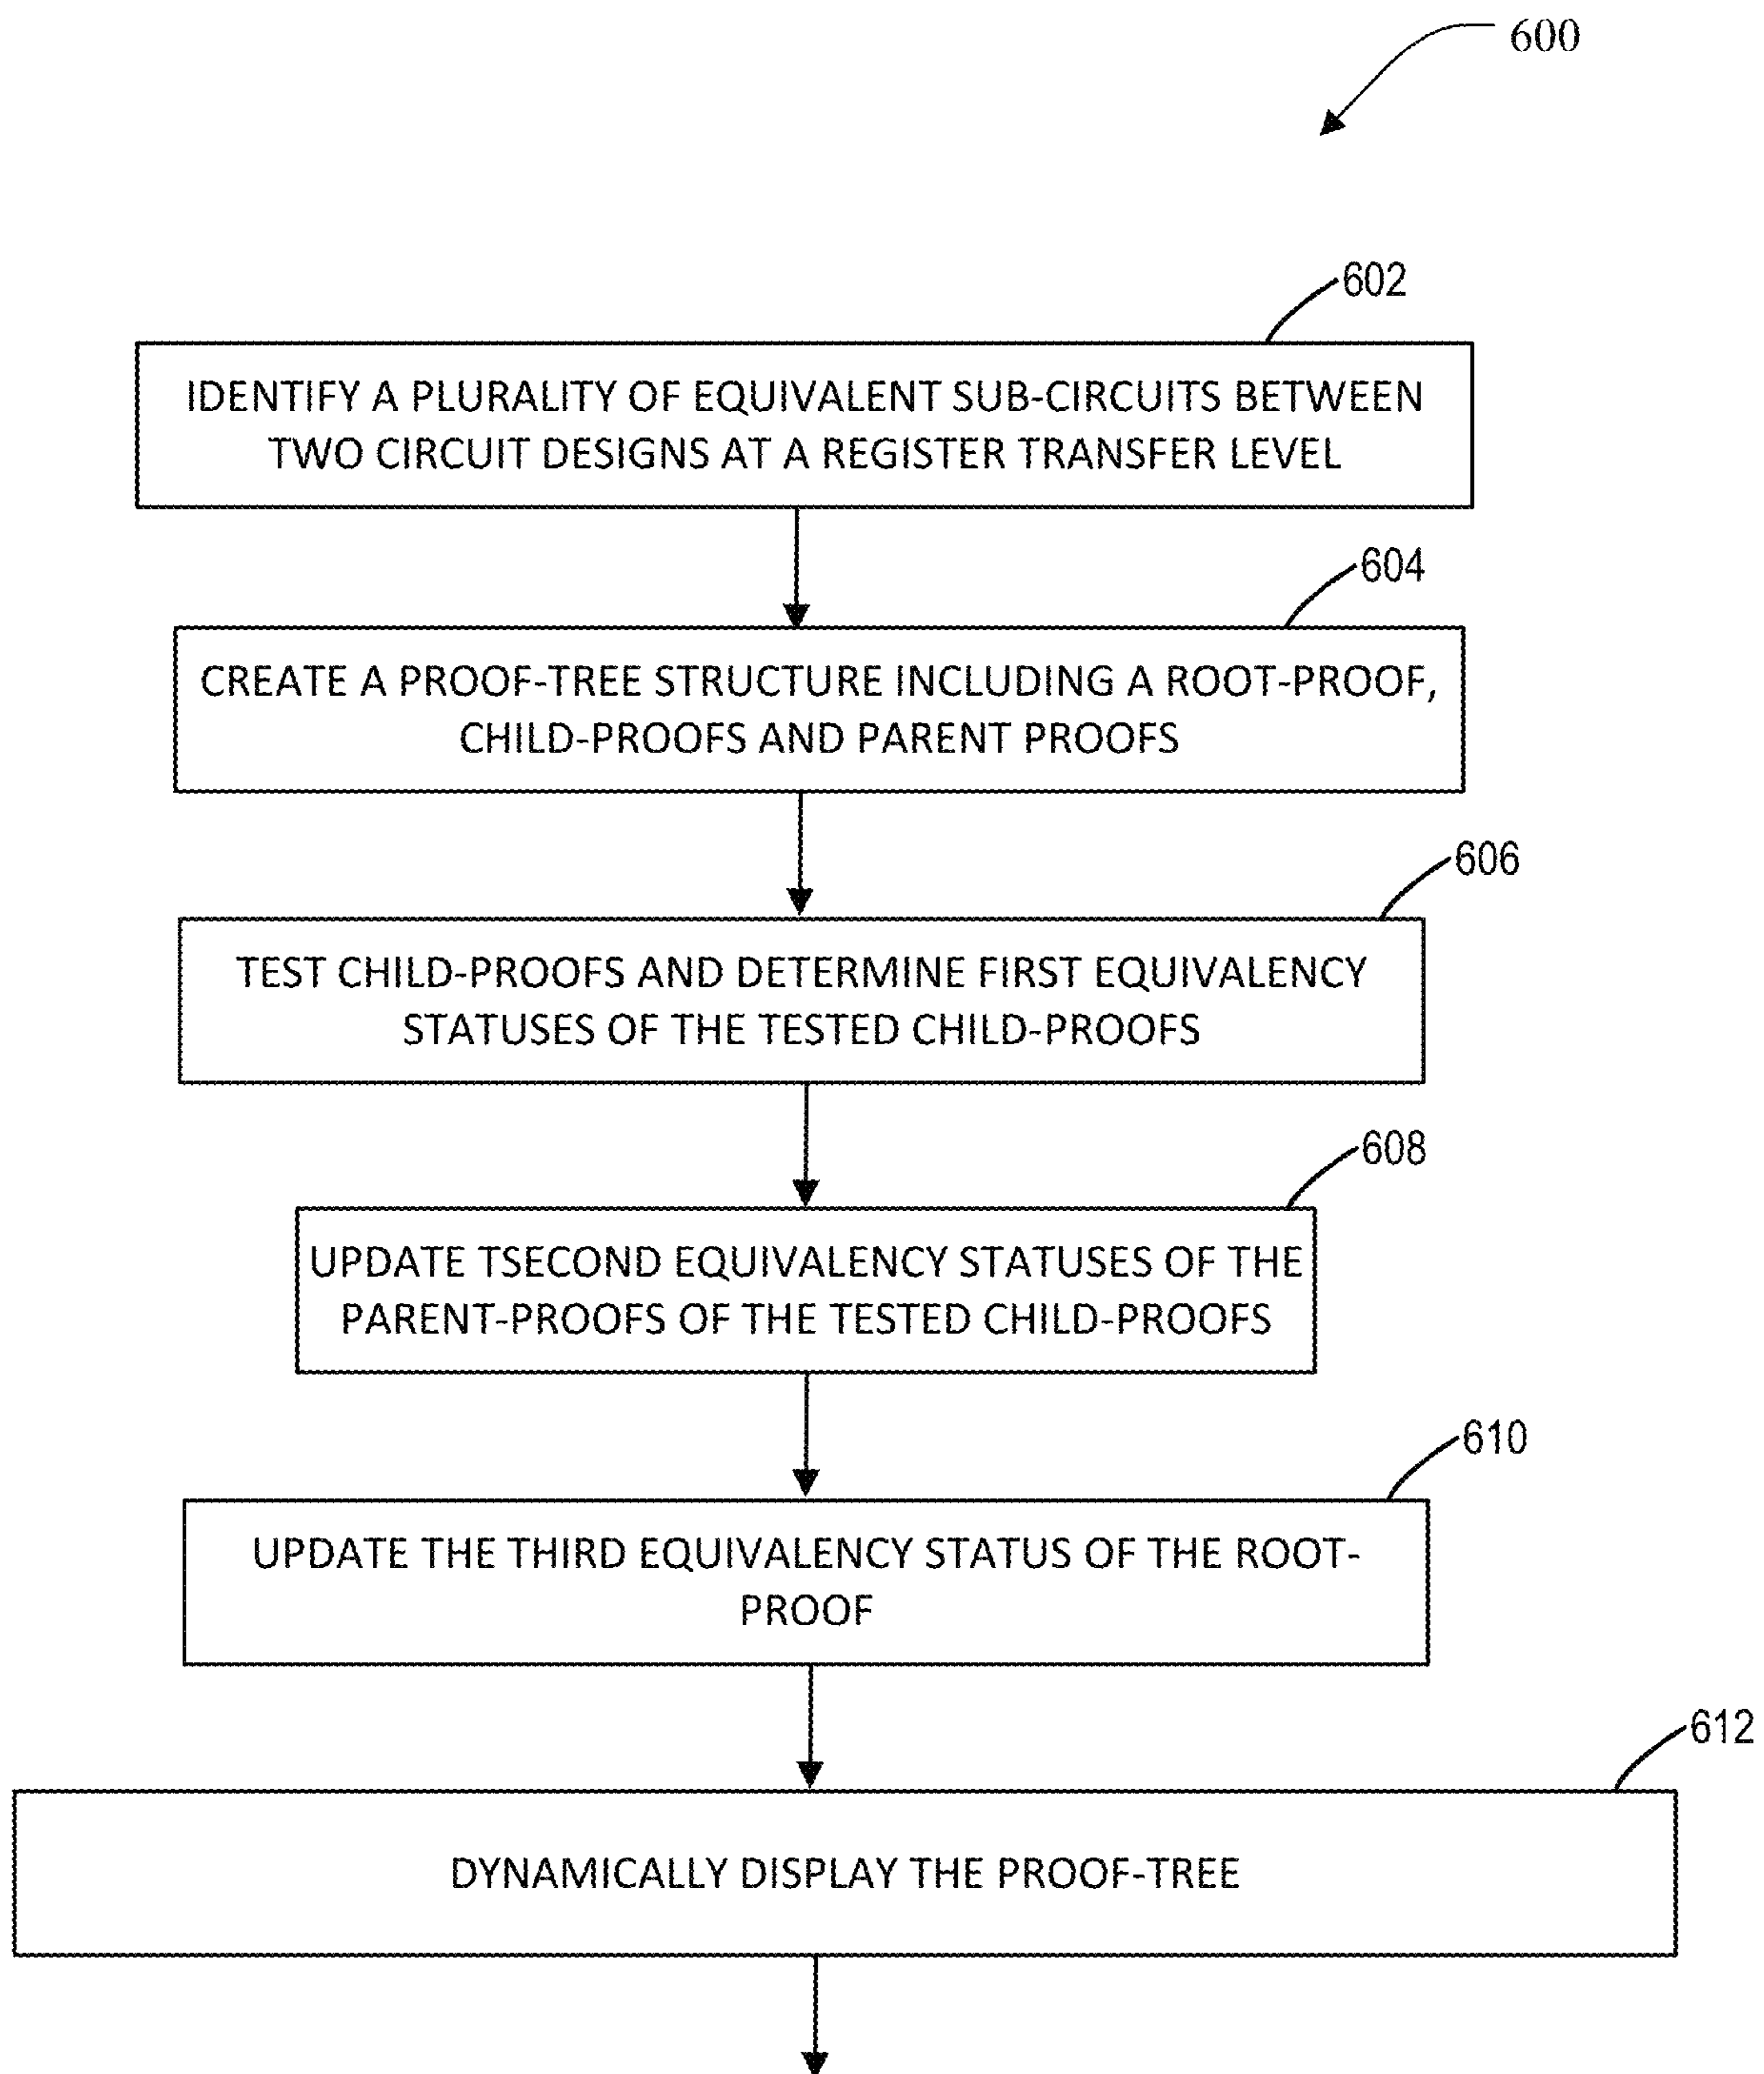 600
602
IDENTIFY A PLURALITY OF EQUIVALENT SUB-CIRCUITS BETWEEN
TWO CIRCUIT DESIGNS AT A REGISTER TRANSFER LEVEL
604
CREATE A PROOF-TREE STRUCTURE INCLUDING A ROOT-PROOF,
CHILD-PROOFS AND PARENT PROOFS
606
TEST CHILD-PROOFS AND DETERMINE FIRST EQUIVALENCY
STATUSES OF THE TESTED CHILD-PROOFS
608
UPDATE TSECOND EQUIVALENCY STATUSES OF THE
PARENT-PROOFS OF THE TESTED CHILD-PROOFS
610
UPDATE THE THIRD EQUIVALENCY STATUS OF THE ROOT-
PROOF
612
DYNAMICALLY DISPLAY THE PROOF-TREE